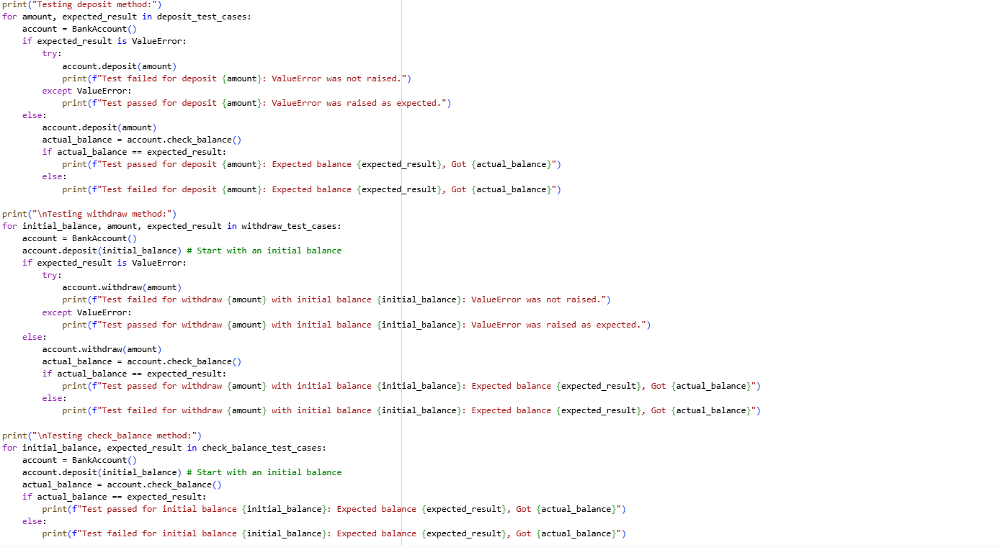 print("Testing deposit method:")
for amount, expected_result in deposit_test_cases:
    account = BankAccount()
    if expected_result is ValueError:
        try:
            account.deposit(amount)
            print(f"Test failed for deposit {amount}: ValueError was not raised.")
        except ValueError:
            print(f"Test passed for deposit {amount}: ValueError was raised as expected.")
    else:
        account.deposit(amount)
        actual_balance = account.check_balance()
        if actual_balance == expected_result:
            print(f"Test passed for deposit {amount}: Expected balance {expected_result}, Got {actual_balance}")
        else:
            print(f"Test failed for deposit {amount}: Expected balance {expected_result}, Got {actual_balance}")

print("\nTesting withdraw method:")
for initial_balance, amount, expected_result in withdraw_test_cases:
    account = BankAccount()
    account.deposit(initial_balance) # Start with an initial balance
    if expected_result is ValueError:
        try:
            account.withdraw(amount)
            print(f"Test failed for withdraw {amount} with initial balance {initial_balance}: ValueError was not raised.")
        except ValueError:
            print(f"Test passed for withdraw {amount} with initial balance {initial_balance}: ValueError was raised as expected.")
    else:
        account.withdraw(amount)
        actual_balance = account.check_balance()
        if actual_balance == expected_result:
            print(f"Test passed for withdraw {amount} with initial balance {initial_balance}: Expected balance {expected_result}, Got {actual_balance}")
        else:
            print(f"Test failed for withdraw {amount} with initial balance {initial_balance}: Expected balance {expected_result}, Got {actual_balance}")

print("\nTesting check_balance method:")
for initial_balance, expected_result in check_balance_test_cases:
    account = BankAccount()
    account.deposit(initial_balance) # Start with an initial balance
    actual_balance = account.check_balance()
    if actual_balance == expected_result:
        print(f"Test passed for initial balance {initial_balance}: Expected balance {expected_result}, Got {actual_balance}")
    else:
        print(f"Test failed for initial balance {initial_balance}: Expected balance {expected_result}, Got {actual_balance}")